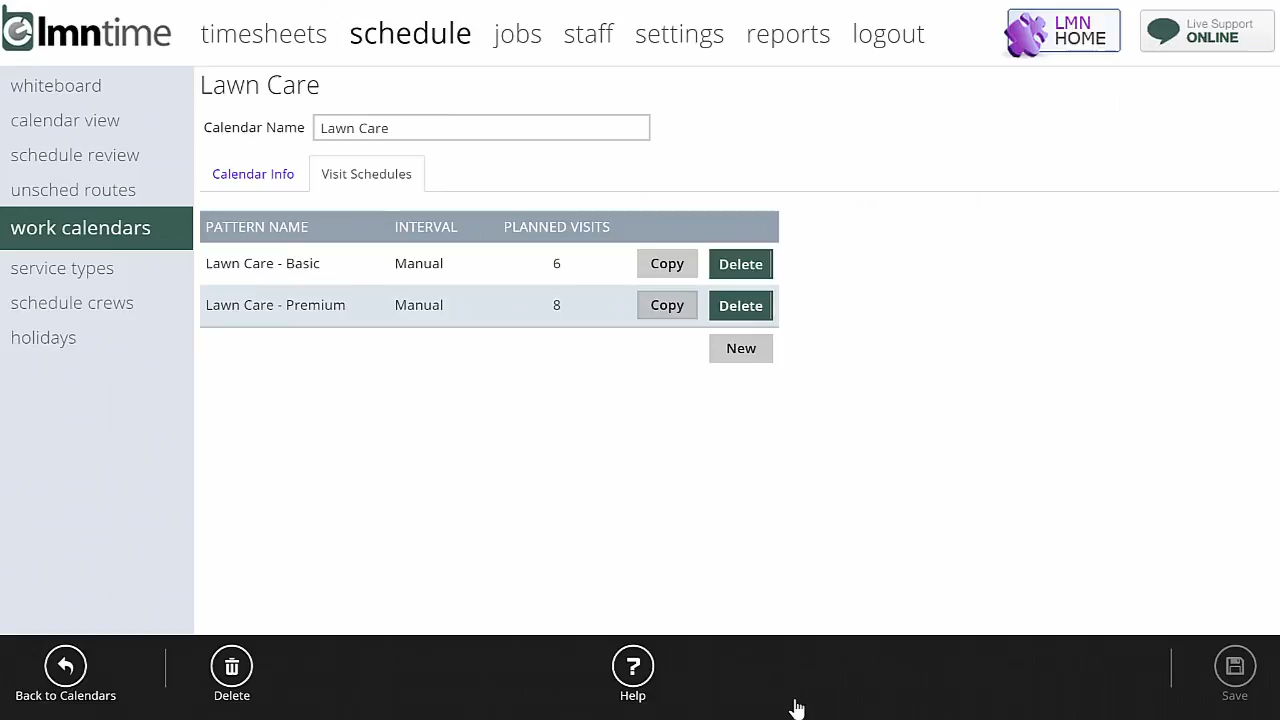 lmntime timesheets schedule jobs staff settings reports logout
LMN
HOME
Live Support
ONLINE
whiteboard
calendar view
schedule review
unsched routes
work calendars
service types
schedule crews
holidays
Lawn Care
Calendar Name Lawn Care
Calendar Info Visit Schedules
PATTERN NAME INTERVAL PLANNED VISITS
Lawn Care - Basic Manual 6 Copy Delete
Lawn Care - Premium Manual 8 Copy Delete
New
? 
Back to Calendars Delete Help Save